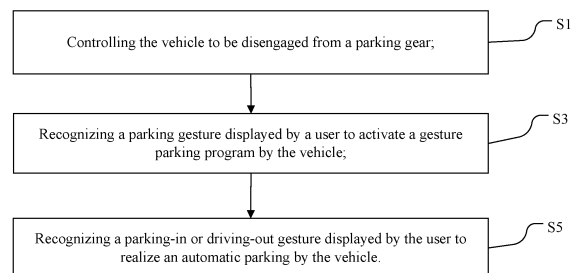 S1
Controlling the vehicle to be disengaged from a parking gear;
S3
Recognizing a parking gesture displayed by a user to activate a gesture
parking program by the vehicle;
S5
Recognizing a parking-in or driving-out gesture displayed by the user to
realize an automatic parking by the vehicle.